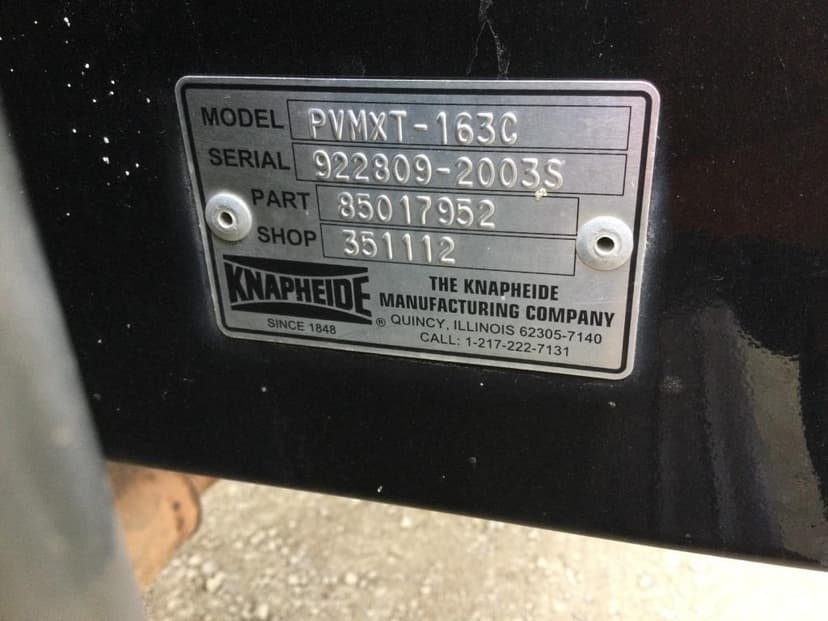 MODEL PVMXT-163C
SERIAL 922809-2003S
PART 85017952
SHOP 351112
KNAPHEIDE
SINCE 1848
®
THE KNAPHEIDE
MANUFACTURING COMPANY
QUINCY, ILLINOIS 62305-7140
CALL: 1-217-222-7131